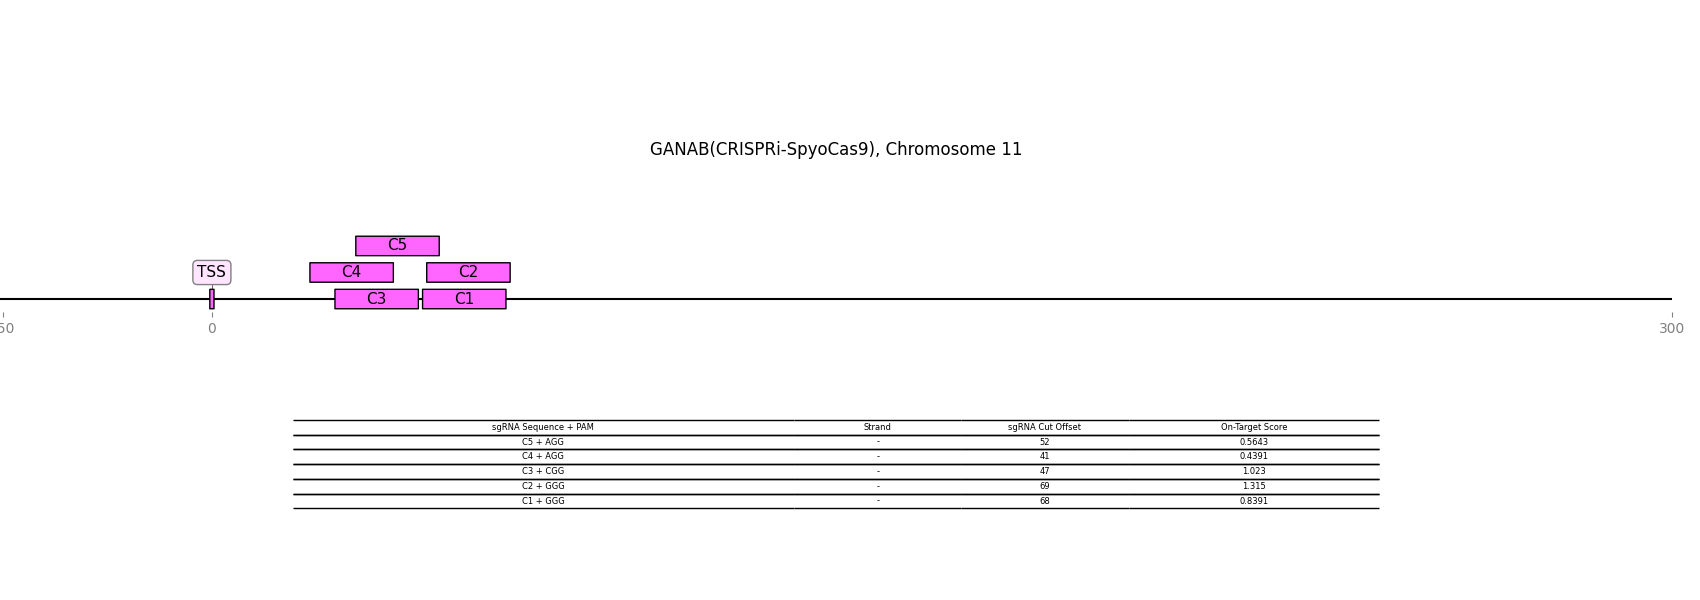 GANAB(CRISPRi-SpyoCas9), Chromosome 11
C5
TSS C4 C2
C3 C1
50 0 300
sgRNA Sequence + PAM Strand sgRNA Cut Offset On-Target Score
C5 + AGG - 52 0.5643
C4 + AGG - 41 0.4391
C3 + CGG - 47 1.023
C2 + GGG - 69 1.315
C1 + GGG - 68 0.8391